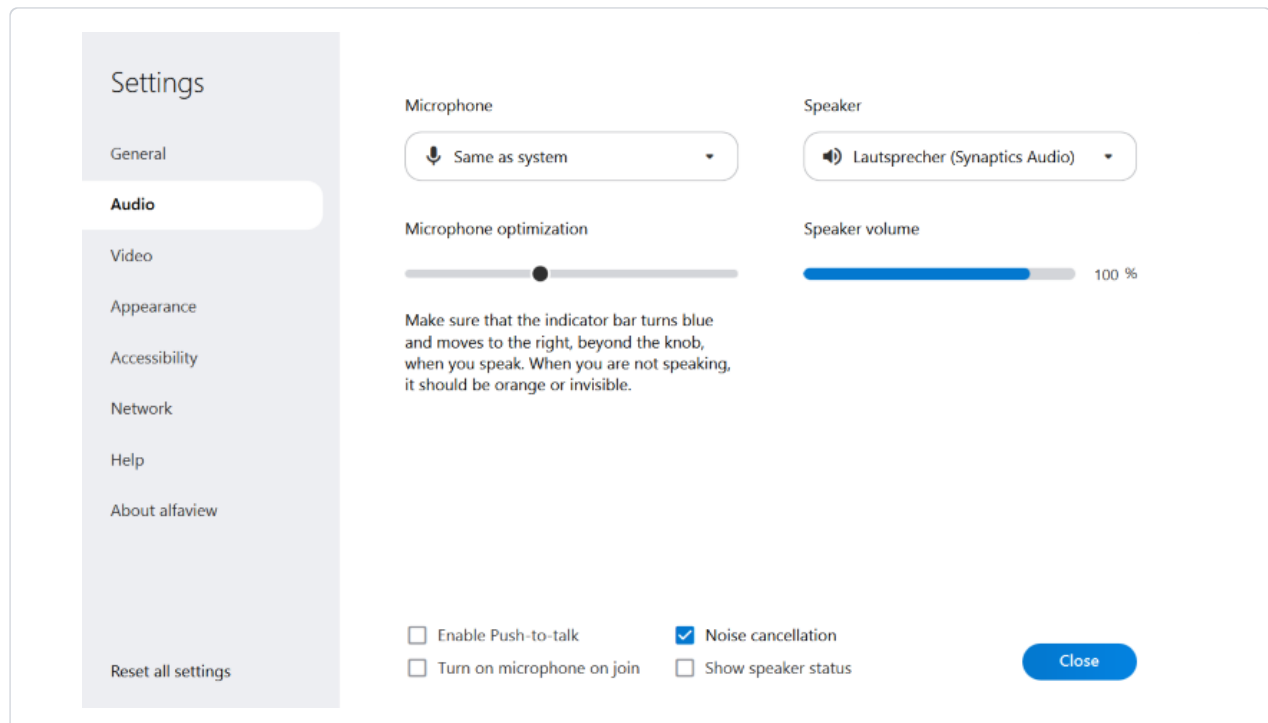 Settings
General
Audio
Video
Appearance
Accessibility
Network
Help
About alfaview
Reset all settings
Microphone
Same as system
Microphone optimization
Make sure that the indicator bar turns blue
and moves to the right, beyond the knob,
when you speak. When you are not speaking,
it should be orange or invisible.
Speaker
Lautsprecher (Synaptics Audio)
Speaker volume
100 %
Enable Push-to-talk
Noise cancellation
Turn on microphone on join
Show speaker status
Close